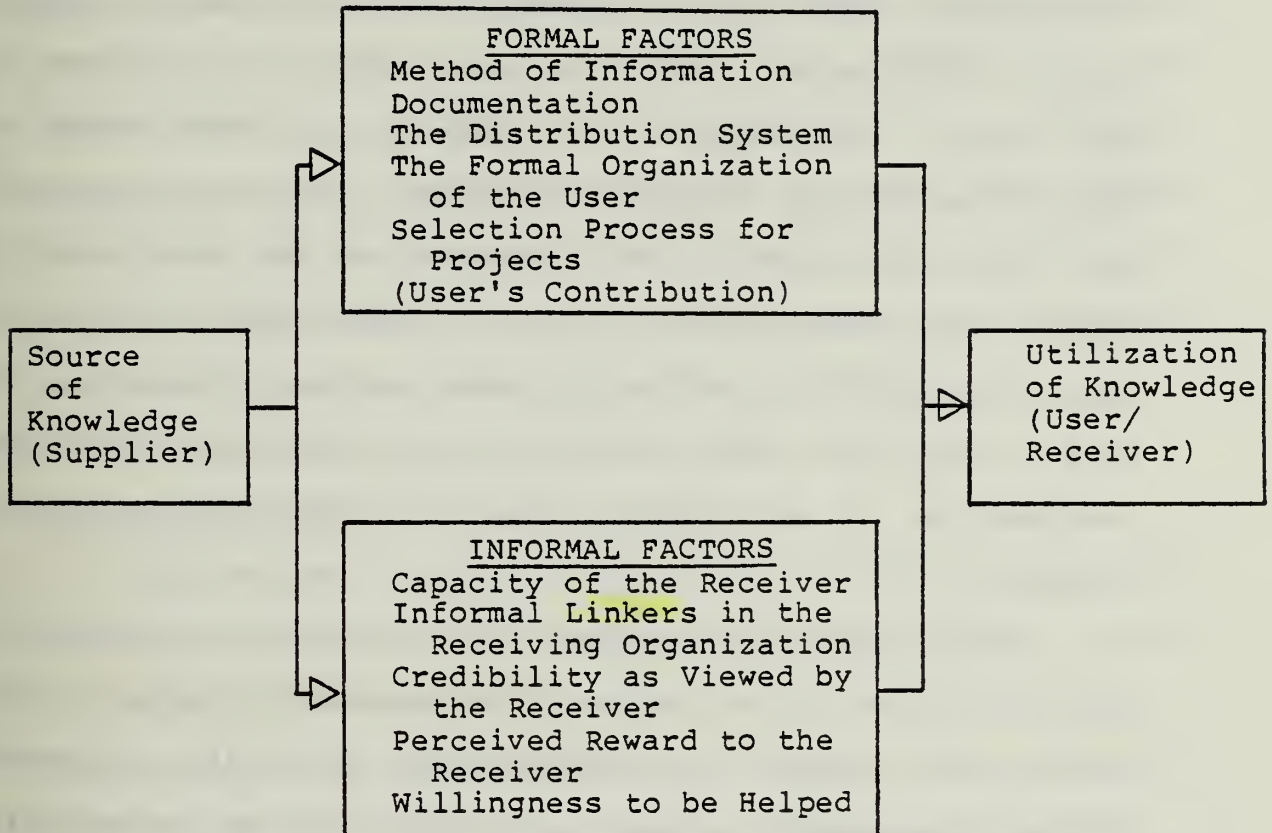 FORMAL FACTORS
Method of Information
Documentation
The Distribution System
The Formal Organization
of the User
Selection Process for
Projects
(User's Contribution)
Source
of
Knowledge
(Supplier)
Utilization
of Knowledge
(User/
Receiver)
INFORMAL FACTORS
Capacity of the Receiver
Informal Linkers in the
Receiving Organization
Credibility as Viewed by
the Receiver
Perceived Reward to the
Receiver
Willingness to be Helped